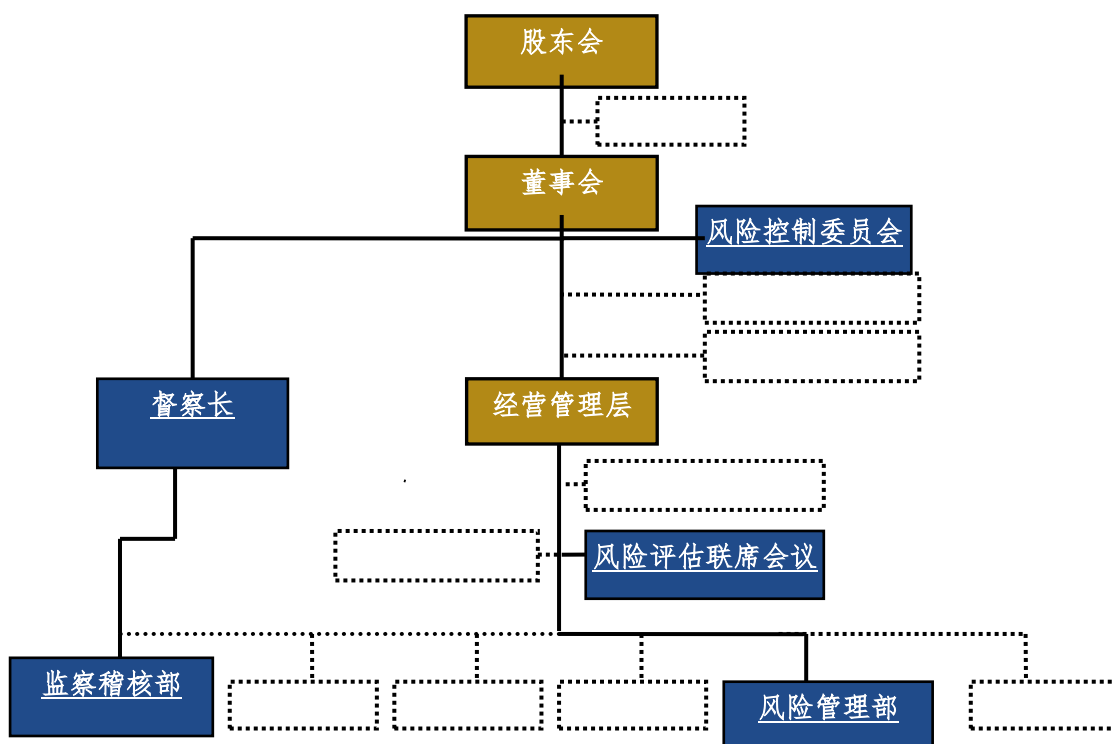 股东会
董事会
风险控制委员会
督察长
经营管理层
风险评估联席会议
监察稽核部
风险管理部